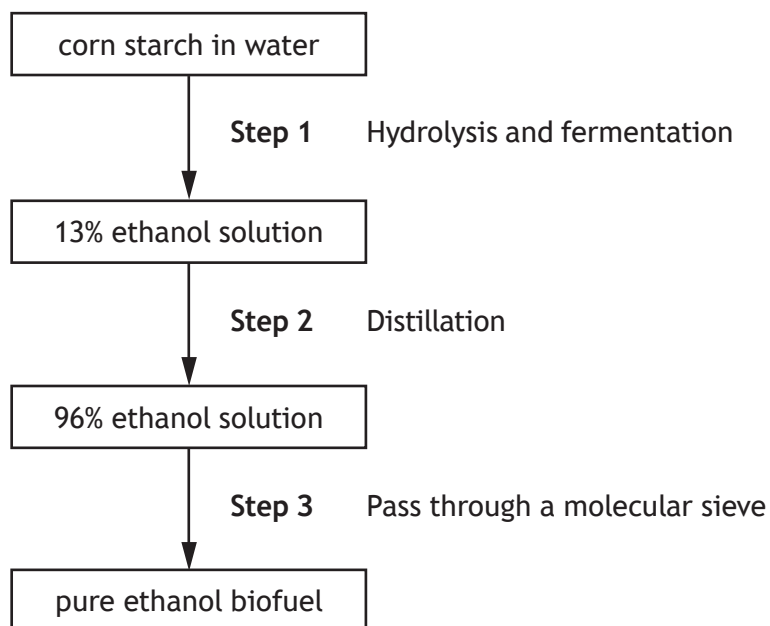 corn starch in water
Step 1 Hydrolysis and fermentation
13% ethanol solution
Step 2 Distillation
96% ethanol solution
Step 3 Pass through a molecular sieve
pure ethanol biofuel